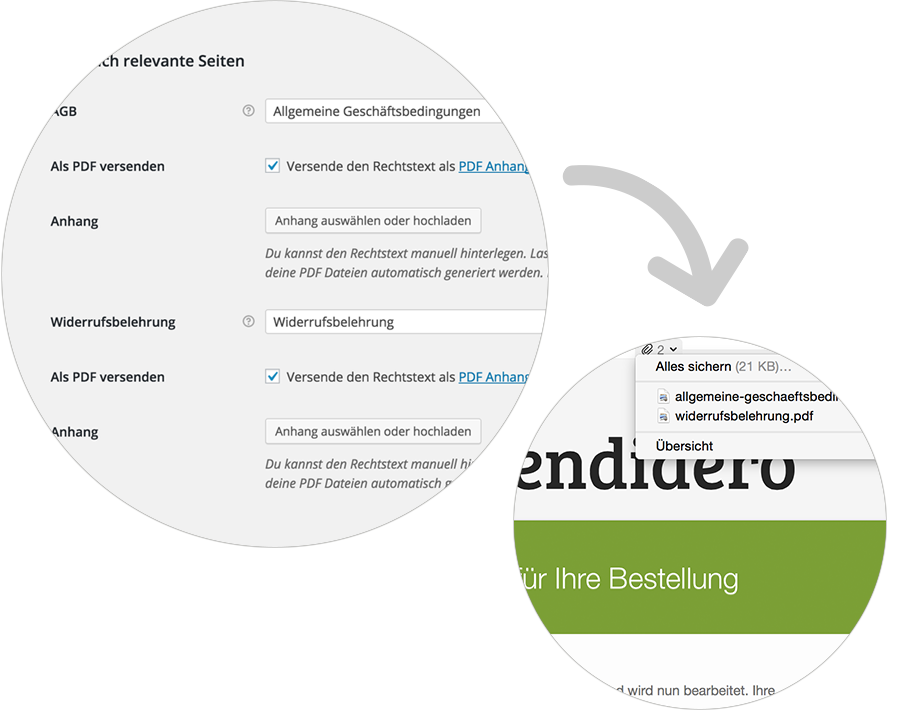 ch relevante Seiten
AGB
Allgemeine Geschäftsbedingungen
Als PDF versenden
Versende den Rechtstext als PDF Anhang
Anhang
Anhang auswählen oder hochladen
Du kannst den Rechtstext manuell hinterlegen. Las
deine PDF Dateien automatisch generiert werden.
Widerrufsbelehrung
Widerrufsbelehrung
Als PDF versenden
Versende den Rechtstext als PDF Anhang
Anhang
Anhang auswählen oder hochladen
Du kannst den Rechtstext manuell hi
deine PDF Dateien automatisch g
2
Alles sichern (21 KB)...
allgemeine-geschaeftsbedi
widerrufsbelehrung.pdf
Übersicht
endidero
für Ihre Bestellung
d wird nun bearbeitet. Ihre